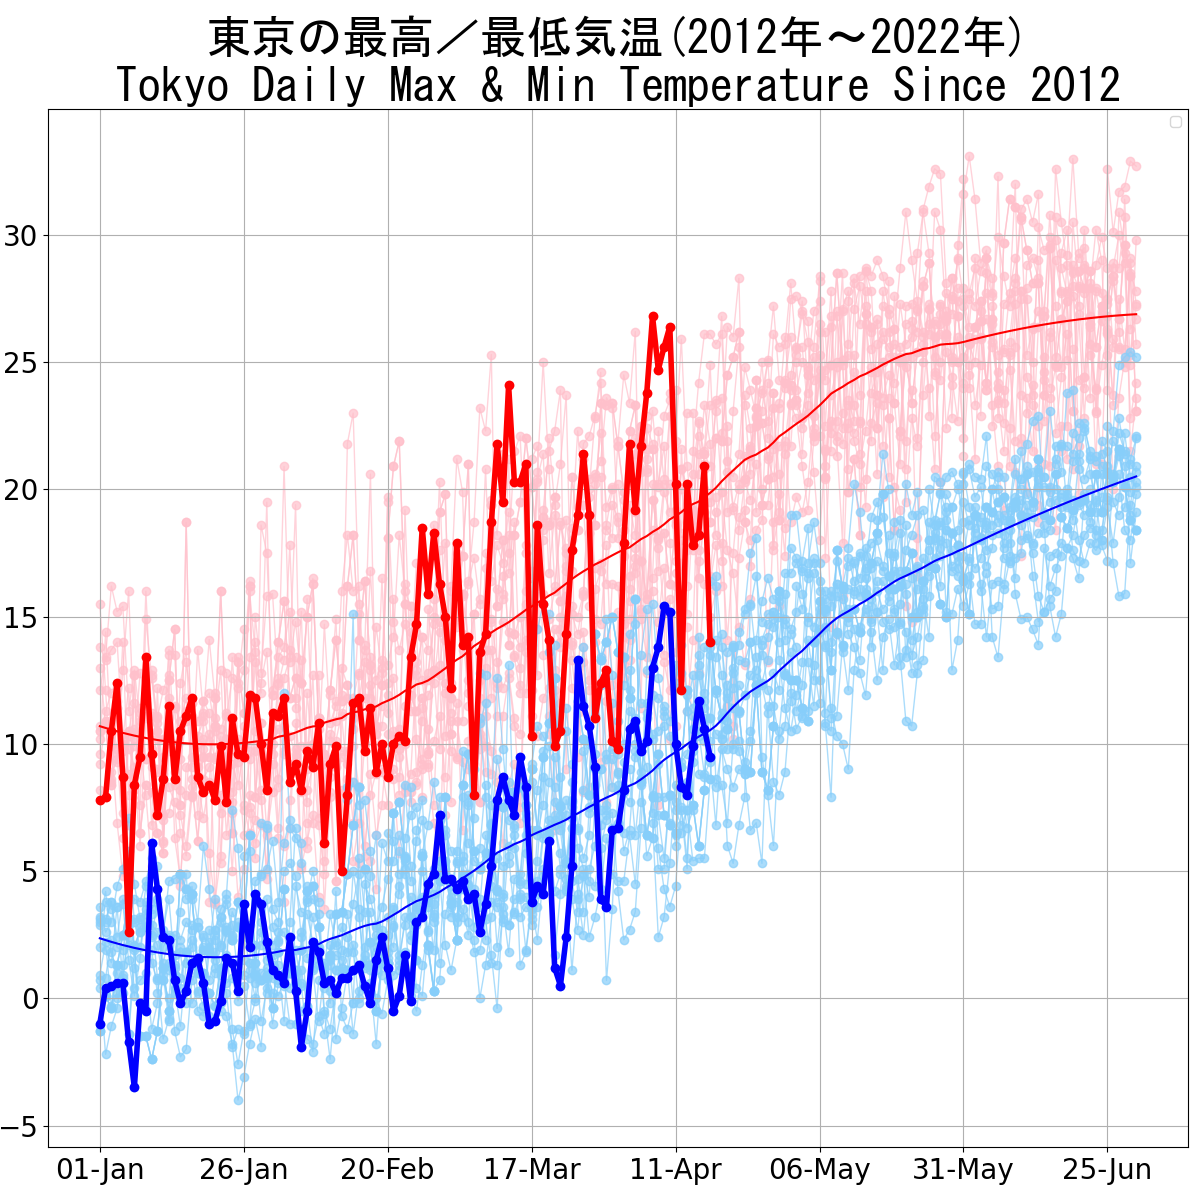 東京の最高／最低気温(2012年～2022年)
Tokyo Daily Max & Min Temperature Since 2012
30
25
20
15
10
5
0
−5
01-Jan 26-Jan 20-Feb 17-Mar 11-Apr 06-May 31-May 25-Jun